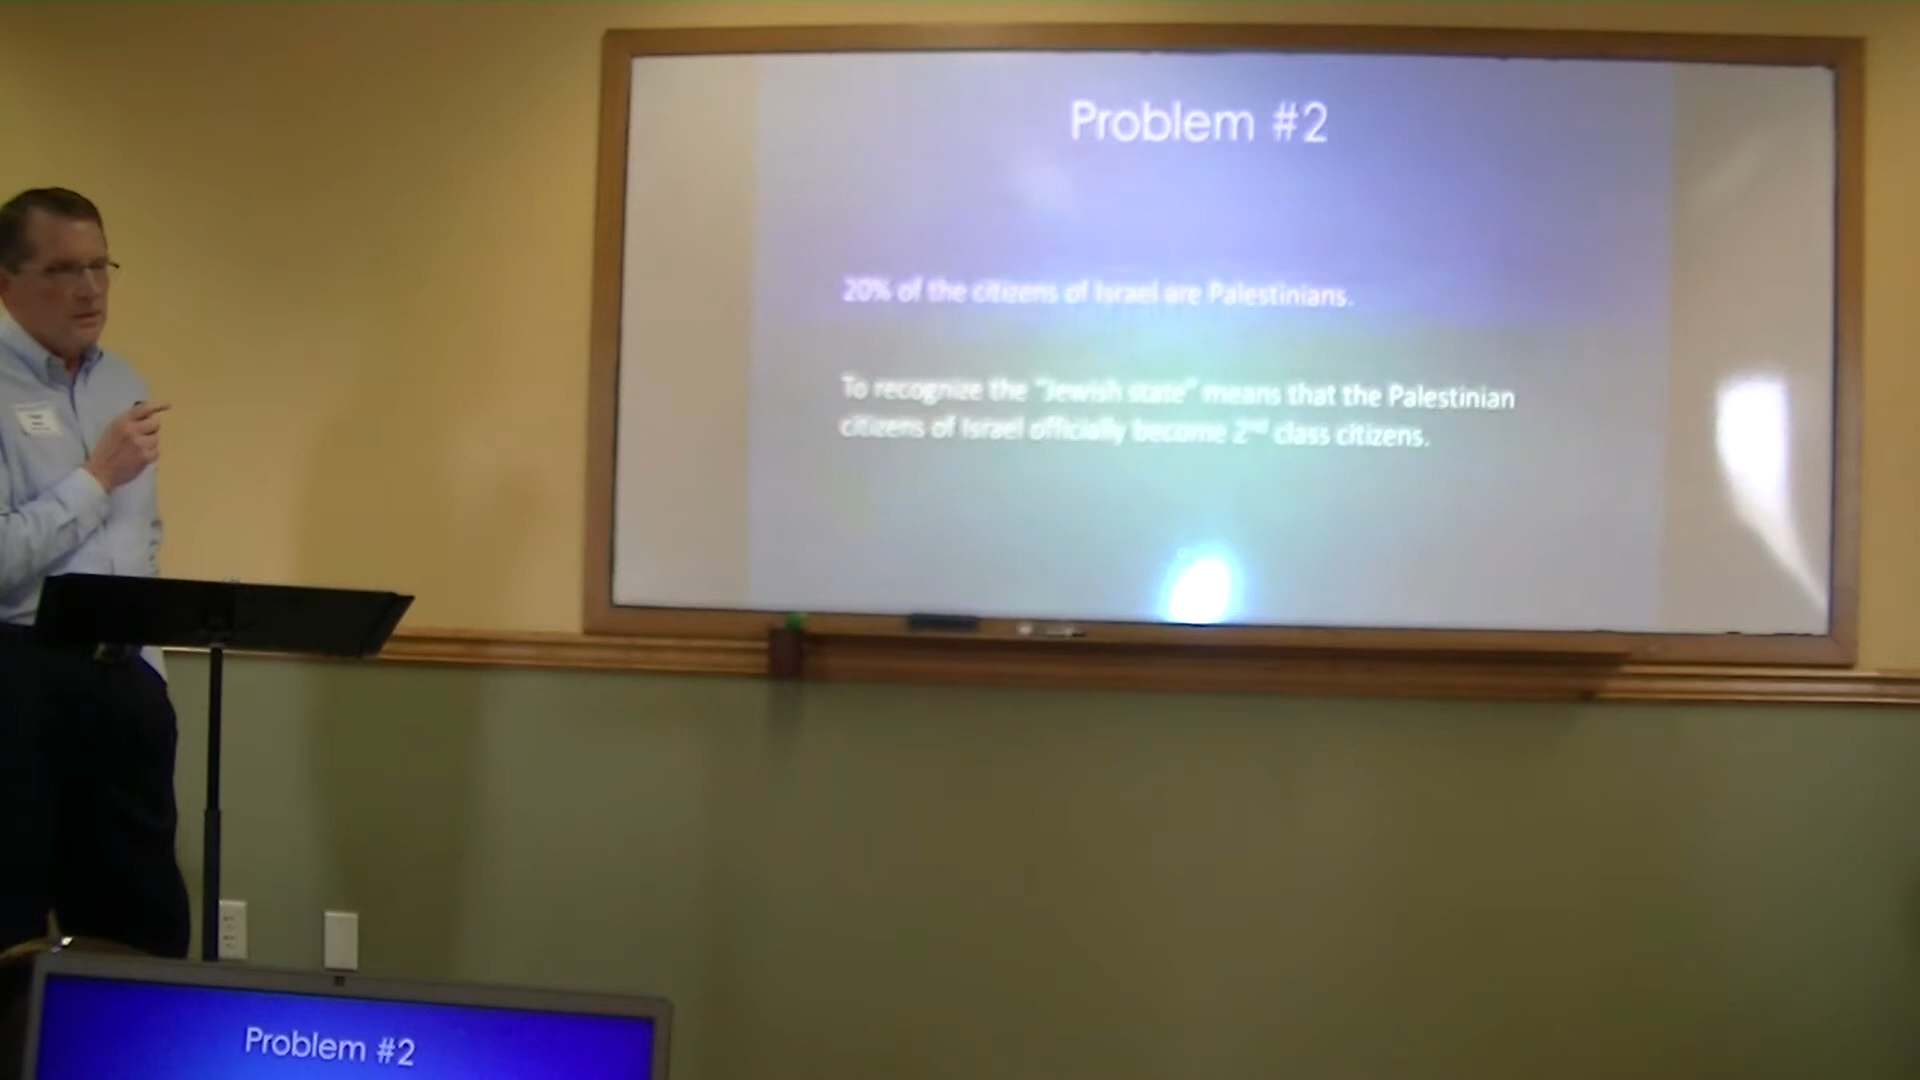 Problem #2
20% of the citizens of Israel are Palestinians.
To recognize the "Jewish state" means that the Palestinian
citizens of Israel officially become 2nd class citizens.
Problem #2